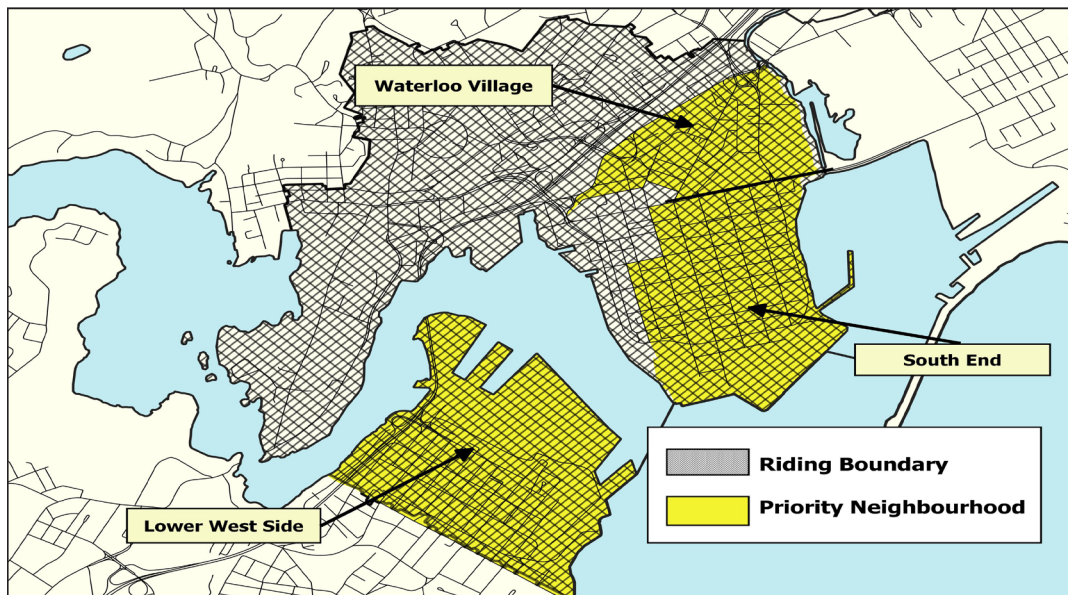 Waterloo Village
South End
Lower West Side
Riding Boundary
Priority Neighbourhood